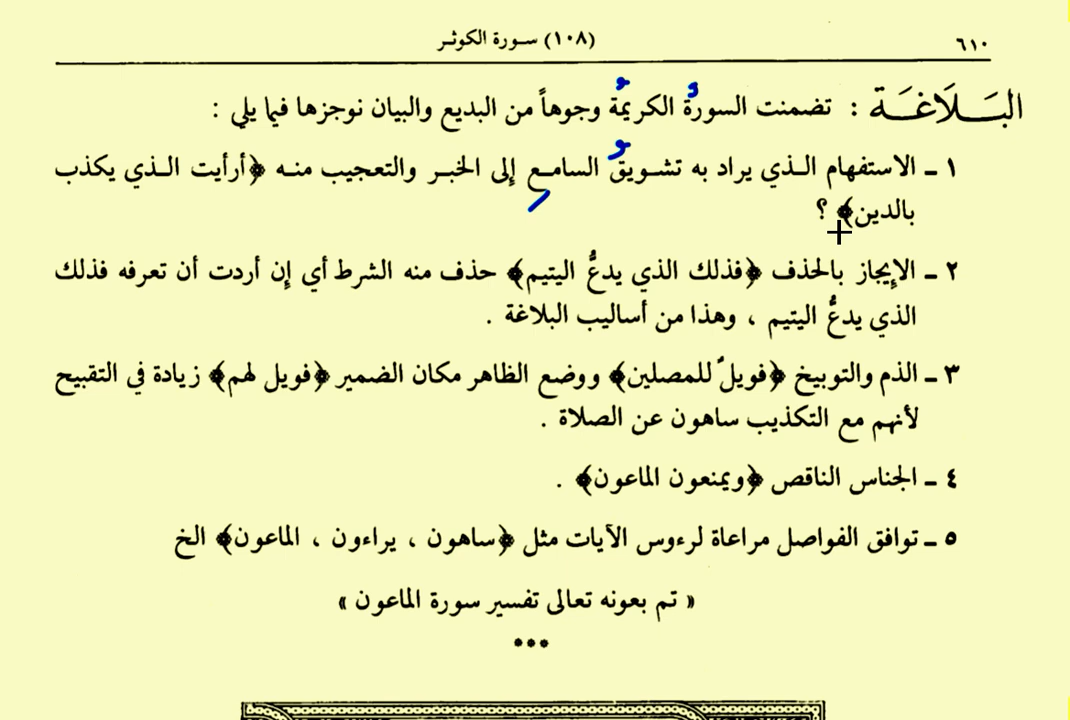 ٦١٠
(١٠٨) سورة الكوثر
البَلَاغَة : تضمنت السورةُ الكريمةُ وجوهاً من البديع والبيان نوجزها فيما يلي :
١ ـ الاستفهام الذي يراد به تشويقُ السامعِ إلى الخبر والتعجيب منه ﴿أرأيت الذي يكذب
بالدين﴾ ؟
٢ ـ الإيجاز بالحذف ﴿فذلك الذي يدعُّ اليتيم﴾ حذف منه الشرط أي إن أردت أن تعرفه فذلك
الذي يدعُّ اليتيم ، وهذا من أساليب البلاغة .
٣ ـ الذم والتوبيخ ﴿فويلٌ للمصلين﴾ ووضع الظاهر مكان الضمير ﴿فويل لهم﴾ زيادة في التقبيح
لأنهم مع التكذيب ساهون عن الصلاة .
٤ ـ الجناس الناقص ﴿ويمنعون الماعون﴾ .
٥ ـ توافق الفواصل مراعاة لرءوس الآيات مثل ﴿ساهون ، يراءون ، الماعون﴾ الخ
« تم بعونه تعالى تفسير سورة الماعون »